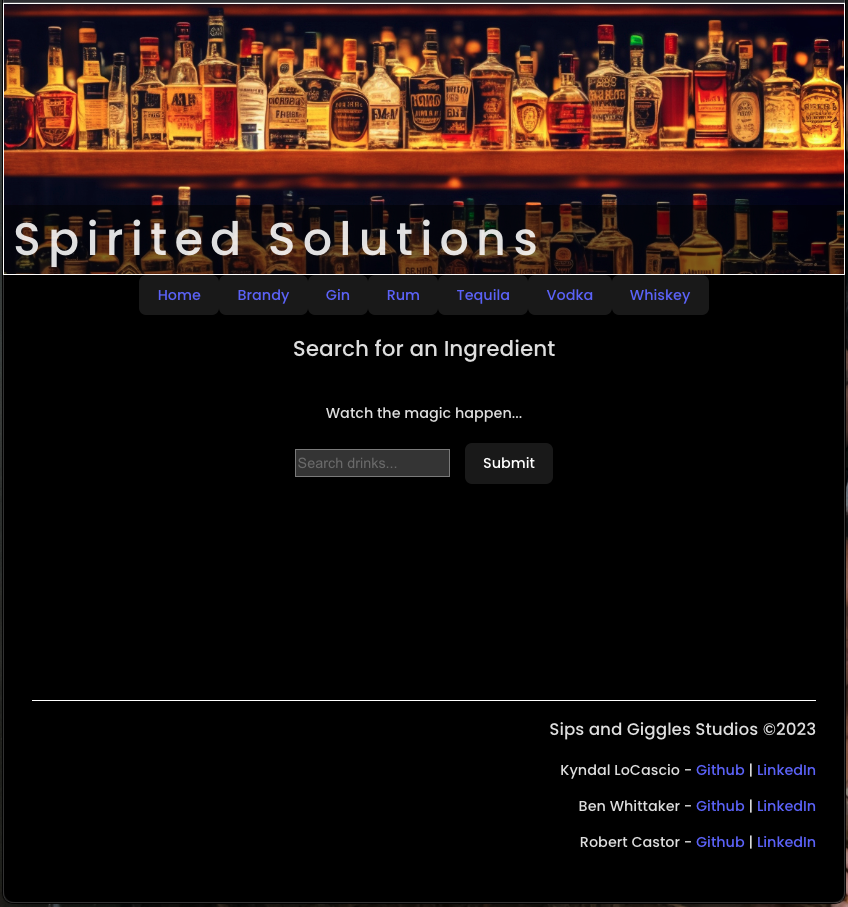 Spirited Solutions
Home Brandy Gin Rum Tequila Vodka Whiskey
Search for an Ingredient
Watch the magic happen...
Search drinks... Submit
Sips and Giggles Studios ©2023
Kyndal LoCascio - Github | LinkedIn
Ben Whittaker - Github | LinkedIn
Robert Castor - Github | LinkedIn